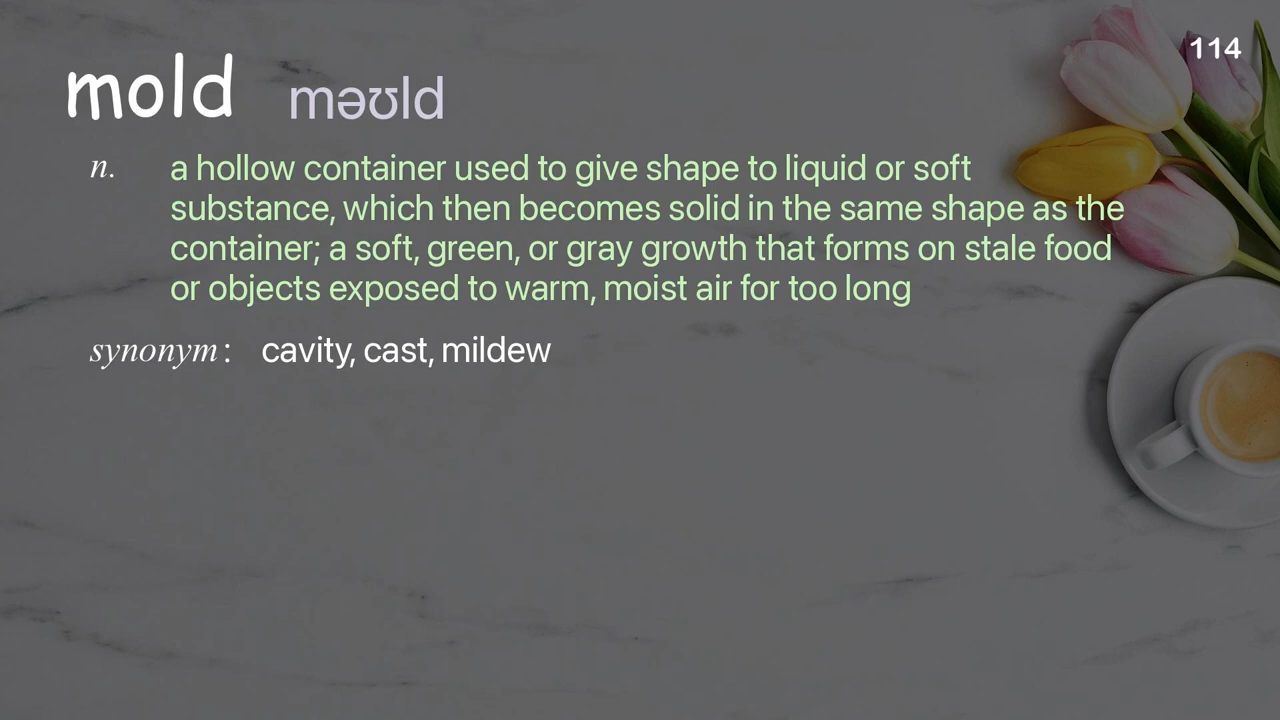 114
mold məʊld
n. a hollow container used to give shape to liquid or soft
substance, which then becomes solid in the same shape as the
container; a soft, green, or gray growth that forms on stale food
or objects exposed to warm, moist air for too long
synonym: cavity, cast, mildew